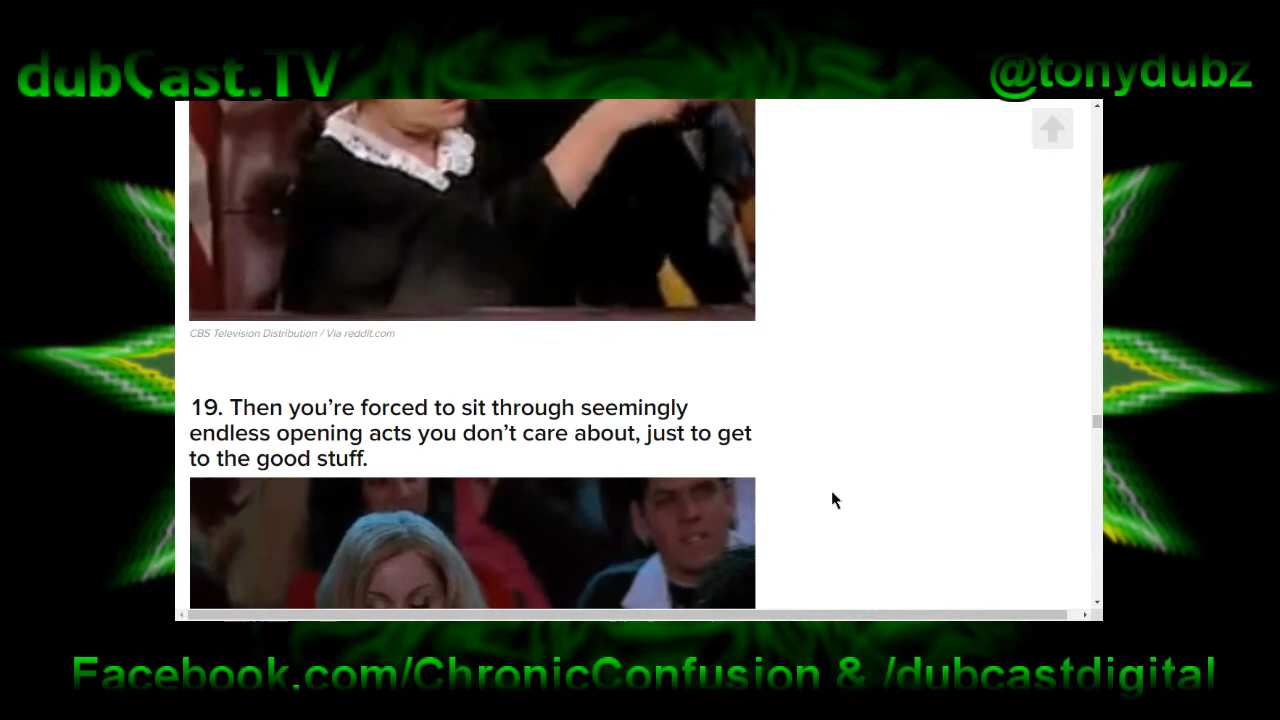 dubCast.TV
@tonydubz
CBS Television Distribution / Via reddit.com
19. Then you’re forced to sit through seemingly
endless opening acts you don’t care about, just to get
to the good stuff.
Facebook.com/ChronicConfusion & /dubcastdigital